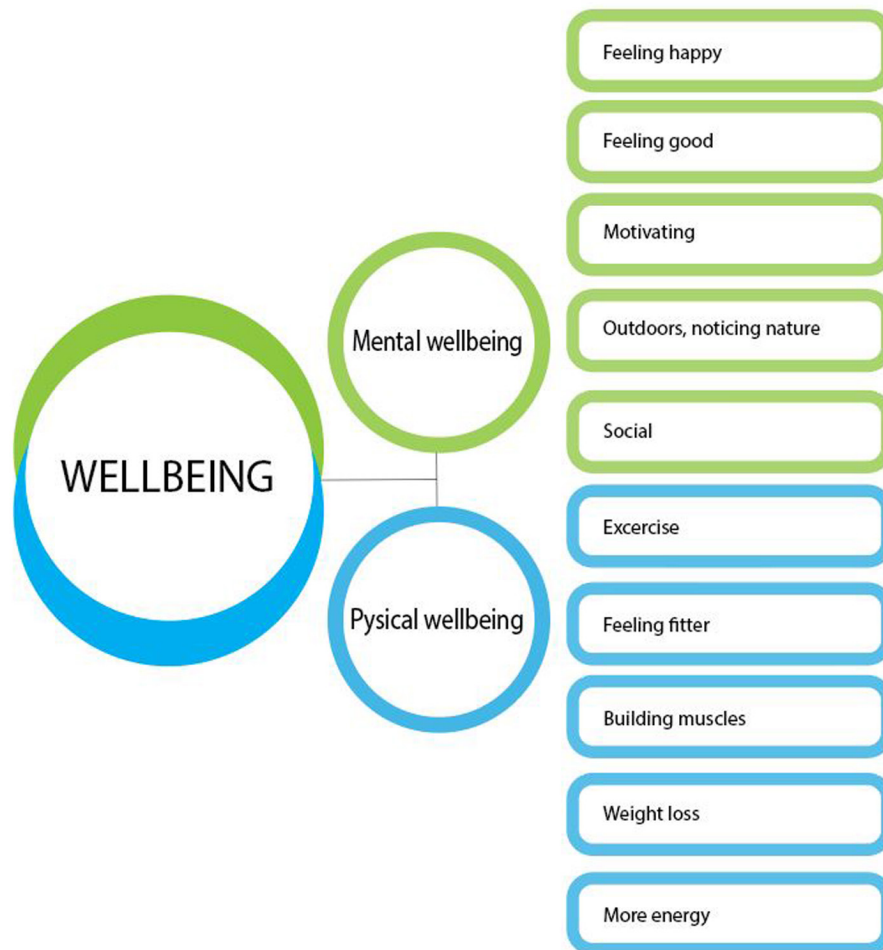 WELLBEING
Mental wellbeing
Feeling happy
Feeling good
Motivating
Outdoors, noticing nature
Social
Pysical wellbeing
Excercise
Feeling fitter
Building muscles
Weight loss
More energy